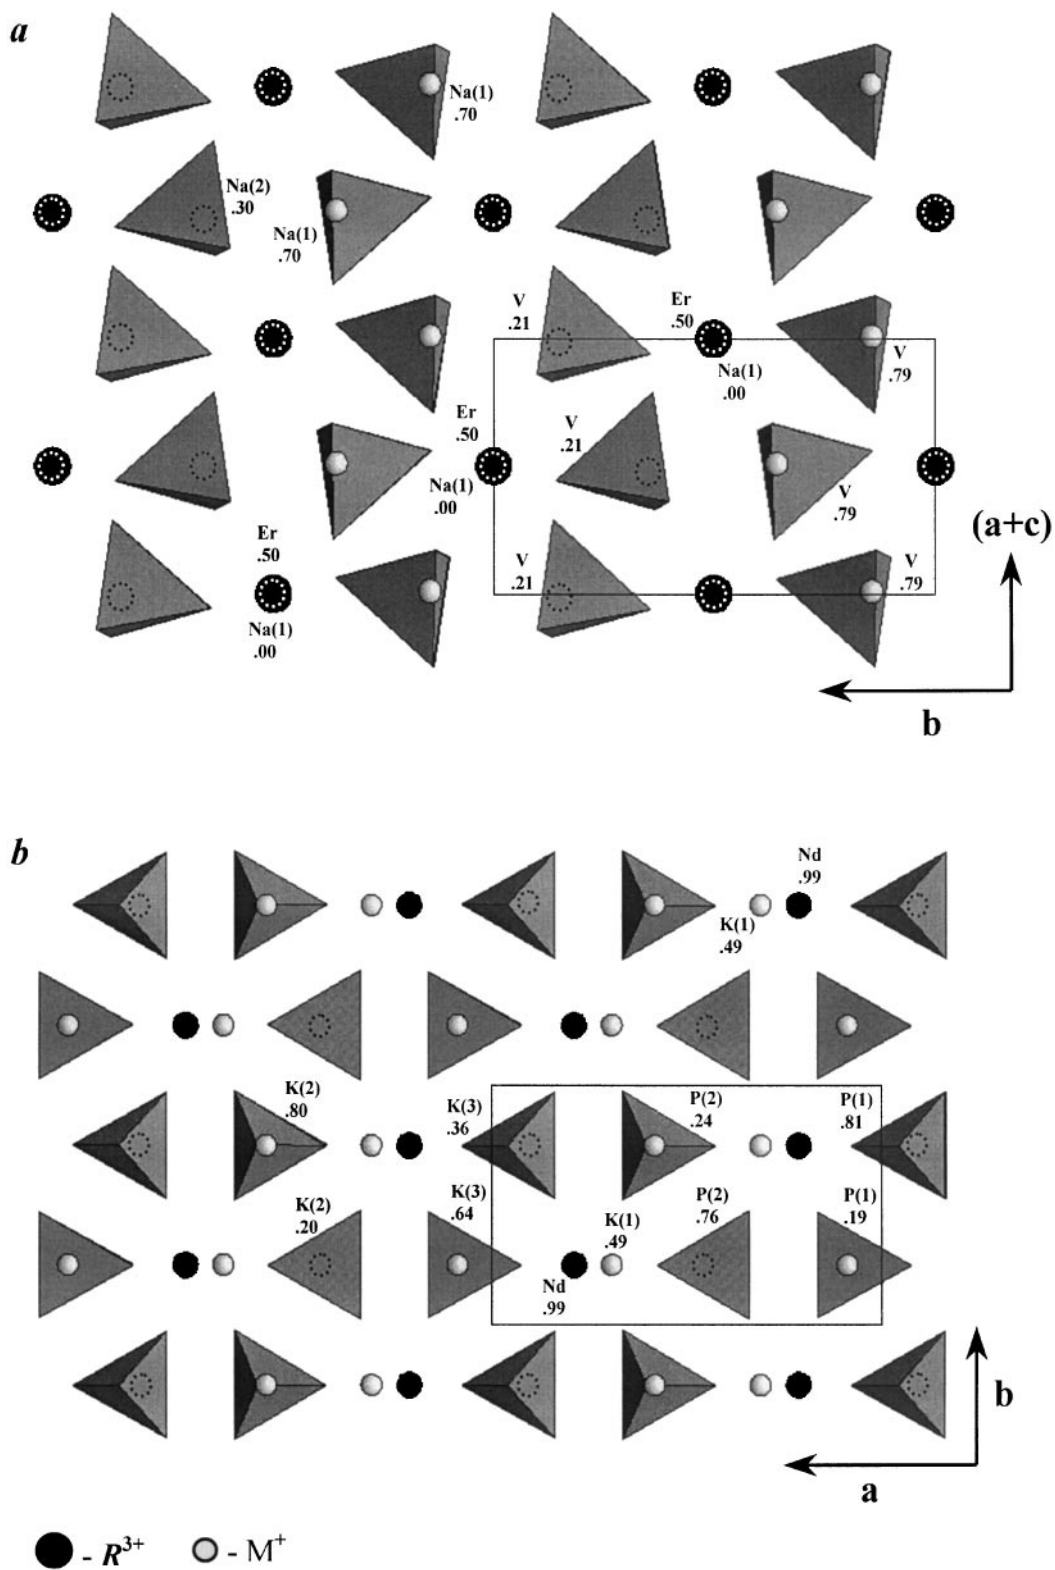 a
Na(1)
.70
Na(2)
.30
Na(1)
.70
V
.21
Er
.50
Na(1)
.00
V
.79
Er
.50
V
.21
Na(1)
.00
V
.79
(a+c)
Er
.50
V
.21
V
.79
Na(1)
.00
b
b
Nd
.99
K(1)
.49
K(2)
.80
K(3)
.36
P(2)
.24
P(1)
.81
K(2)
.20
K(3)
.64
K(1)
.49
P(2)
.76
P(1)
.19
Nd
.99
b
a
- R3+
- M+